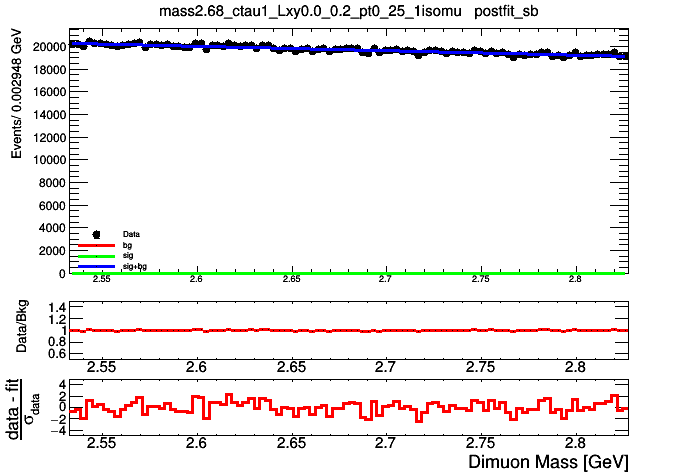 mass2.68_ctau1_Lxy0.0_0.2_pt0_25_1isomu postfit_sb
Events/ 0.002948 GeV
20000
18000
16000
14000
12000
10000
8000
6000
4000
2000
0
Data
bg
sig
sig+bg
2.55 2.6 2.65 2.7 2.75 2.8
Data/Bkg
1.4
1.2
1
0.8
0.6
2.55 2.6 2.65 2.7 2.75 2.8
data - fit
σdata
4
2
0
−2
−4
2.55 2.6 2.65 2.7 2.75 2.8
Dimuon Mass [GeV]